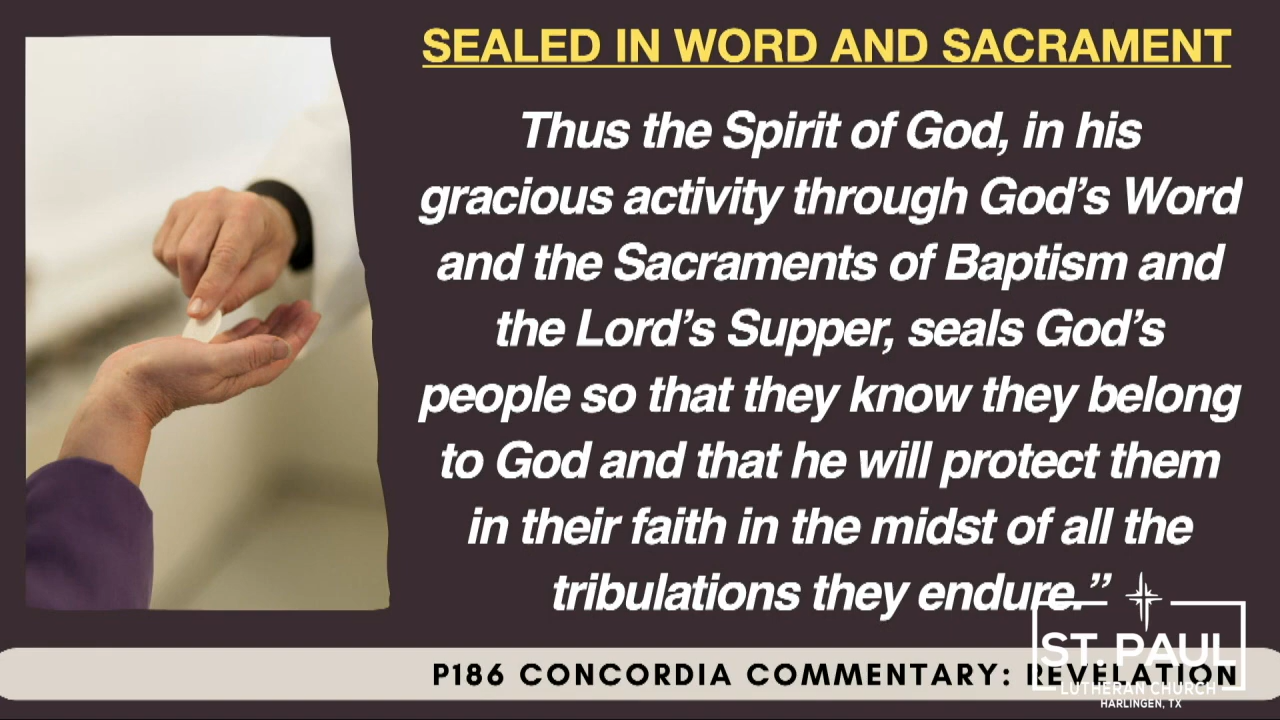 SEALED IN WORD AND SACRAMENT
Thus the Spirit of God, in his
gracious activity through God’s Word
and the Sacraments of Baptism and
the Lord’s Supper, seals God’s
people so that they know they belong
to God and that he will protect them
in their faith in the midst of all the
tribulations they endure.”
P186 CONCORDIA COMMENTARY: REVELATION
ST. PAUL
LUTHERAN CHURCH
HARLINGEN, TX